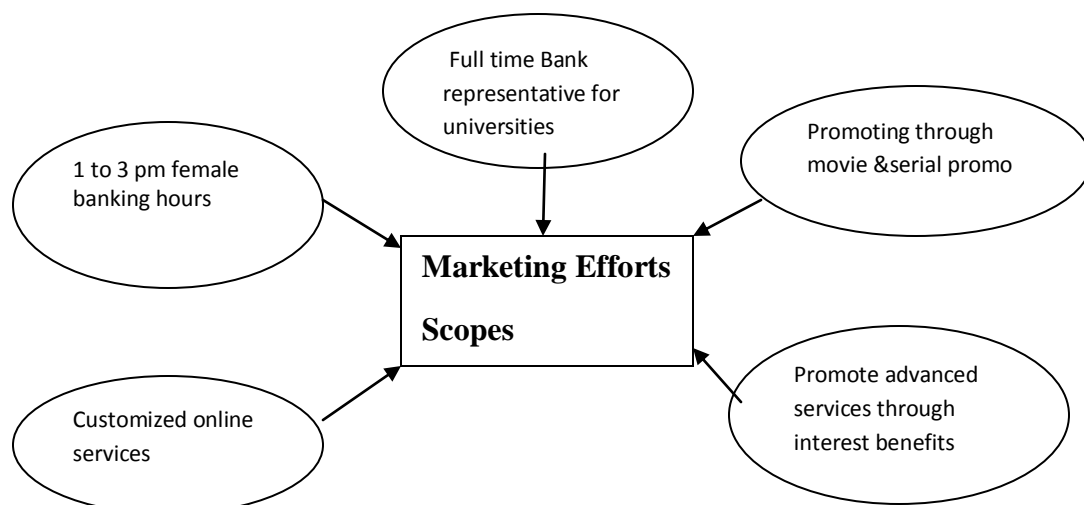 Full time Bank
representative for
universities
Promoting through
movie &serial promo
1 to 3 pm female
banking hours
Marketing Efforts
Scopes
Promote advanced
services through
interest benefits
Customized online
services